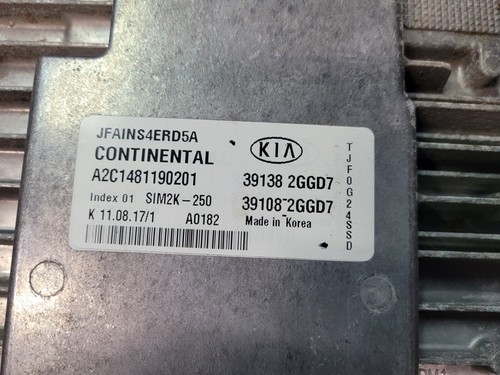 JFAINS4ERD5A
CONTINENTAL
A2C1481190201
Index 01 SIM2K-250
K 11.08.17/1 A0182
KIA
39138 2GGD7
39108-2GGD7
Made in Korea
TJF0G24SSD